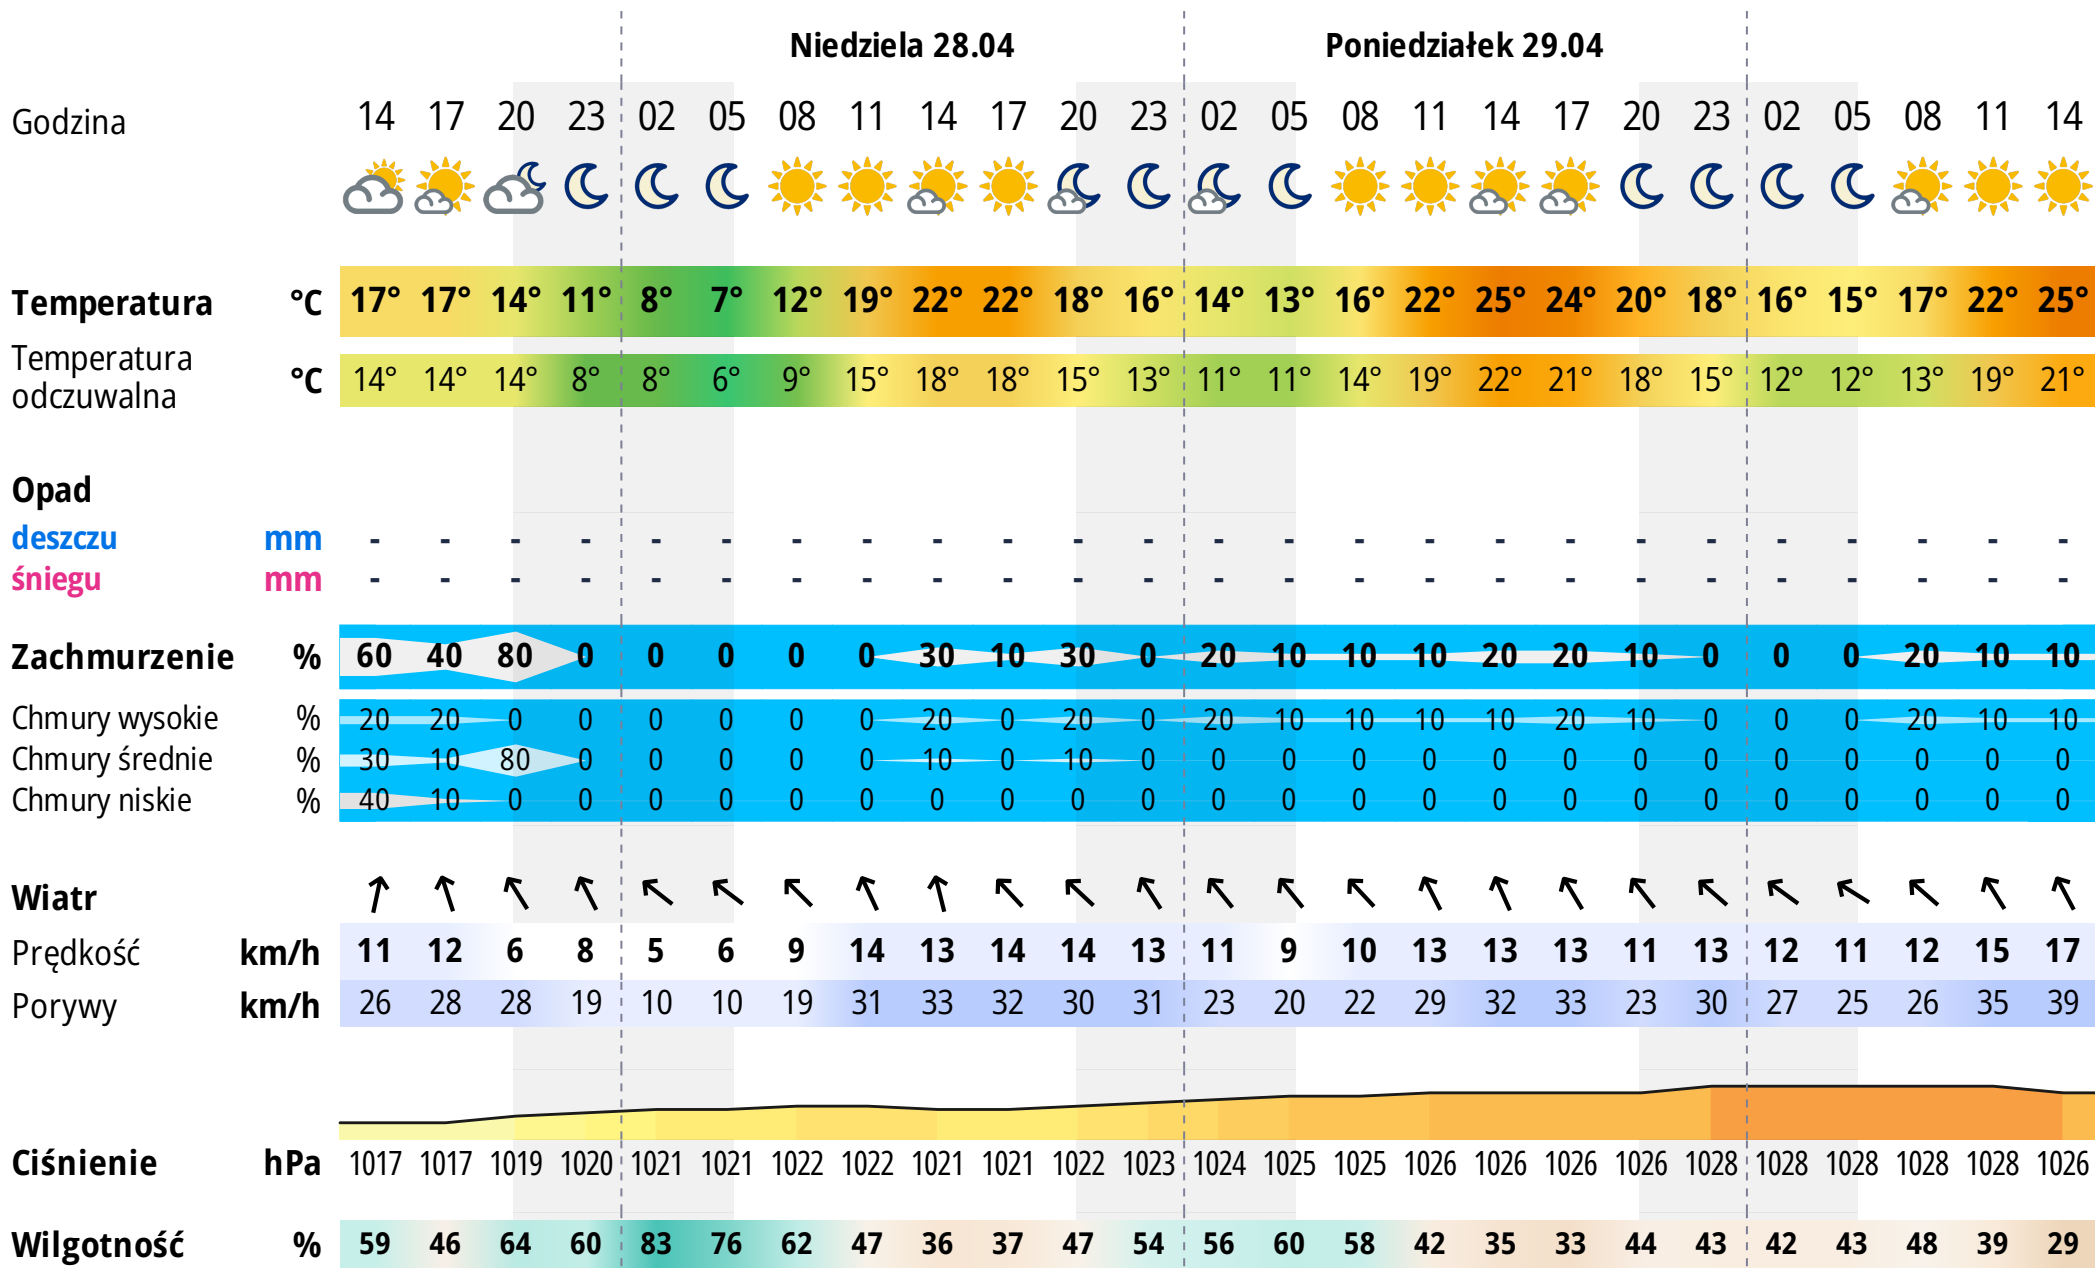 Niedziela 28.04 Poniedziałek 29.04
Godzina 14 17 20 23 02 05 08 11 14 17 20 23 02 05 08 11 14 17 20 23 02 05 08 11 14
Temperatura °C 17° 17° 14° 11° 8° 7° 12° 19° 22° 22° 18° 16° 14° 13° 16° 22° 25° 24° 20° 18° 16° 15° 17° 22° 25°
Temperatura
odczuwalna °C 14° 14° 14° 8° 8° 6° 9° 15° 18° 18° 15° 13° 11° 11° 14° 19° 22° 21° 18° 15° 12° 12° 13° 19° 21°
Opad
deszczu mm - - - - - - - - - - - - - - - - - - - - - - - - -
śniegu mm - - - - - - - - - - - - - - - - - - - - - - - - -
Zachmurzenie % 60 40 80 0 0 0 0 0 30 10 30 0 20 10 10 10 20 20 10 0 0 0 20 10 10
Chmury wysokie % 20 20 0 0 0 0 0 0 20 0 20 0 20 10 10 10 10 20 10 0 0 0 20 10 10
Chmury średnie % 30 10 80 0 0 0 0 0 10 0 10 0 0 0 0 0 0 0 0 0 0 0 0 0 0
Chmury niskie % 40 10 0 0 0 0 0 0 0 0 0 0 0 0 0 0 0 0 0 0 0 0 0 0 0
Wiatr
Prędkość km/h 11 12 6 8 5 6 9 14 13 14 14 13 11 9 10 13 13 13 11 13 12 11 12 15 17
Porywy km/h 26 28 28 19 10 10 19 31 33 32 30 31 23 20 22 29 32 33 23 30 27 25 26 35 39
Ciśnienie hPa 1017 1017 1019 1020 1021 1021 1022 1022 1021 1021 1022 1023 1024 1025 1025 1026 1026 1026 1026 1028 1028 1028 1028 1028 1026
Wilgotność % 59 46 64 60 83 76 62 47 36 37 47 54 56 60 58 42 35 33 44 43 42 43 48 39 29